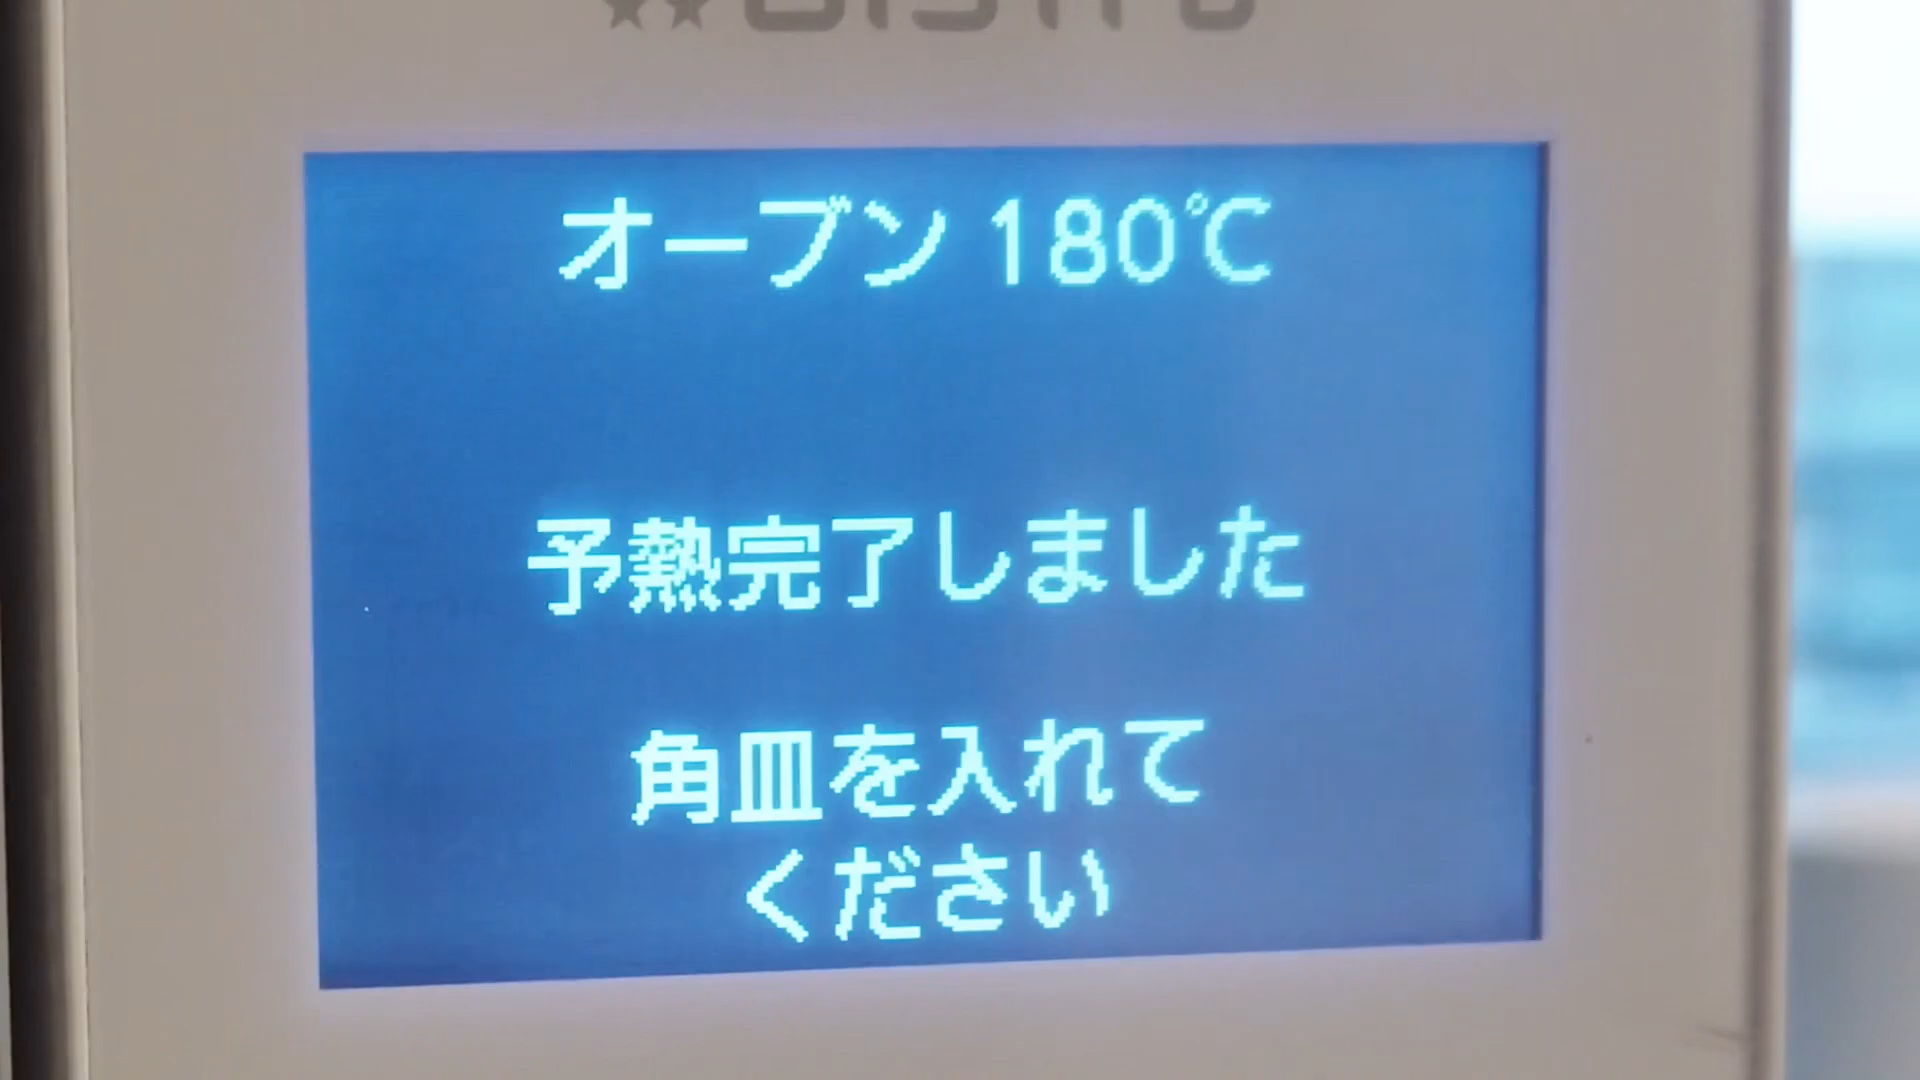 オーブン 180℃
予熱完了しました
角皿を入れて
ください